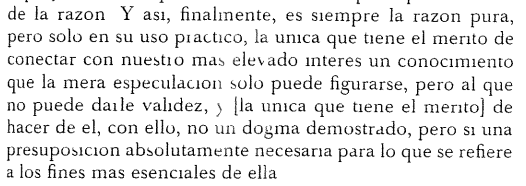 de la razon Y asi, finalmente, es siempre la razon pura,
pero solo en su uso practico, la unica que tiene el merito de
conectar con nuestro mas elevado interes un conocimiento
que la mera especulacion solo puede figurarse, pero al que
no puede darle validez, y [la unica que tiene el merito] de
hacer de el, con ello, no un dogma demostrado, pero si una
presuposicion absolutamente necesaria para lo que se refiere
a los fines mas esenciales de ella